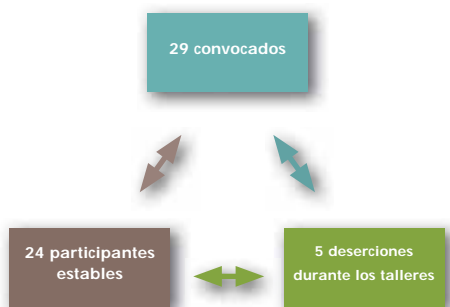 29 convocados
24 participantes
estables
5 deserciones
durante los talleres